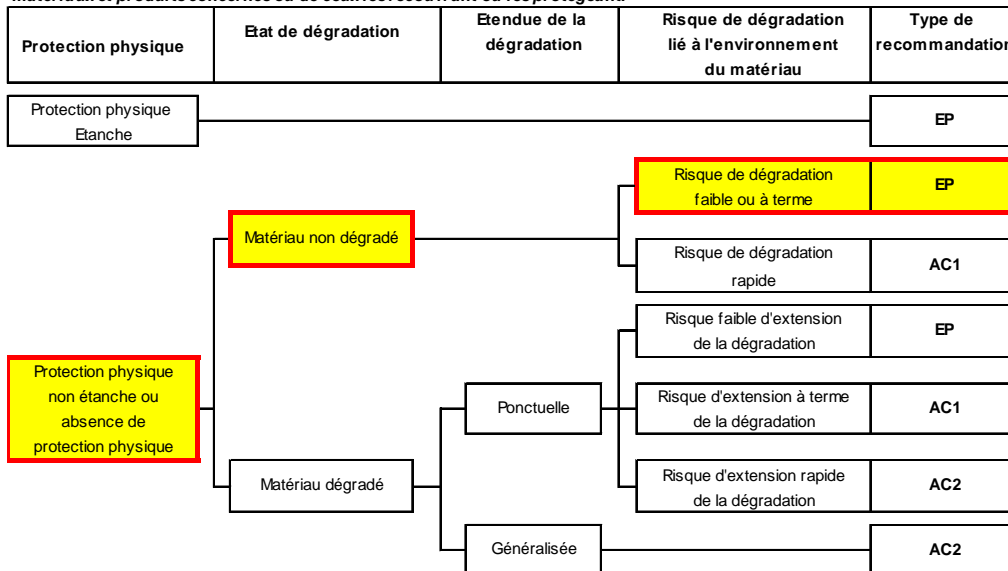 Protection physique
Etat de dégradation
Etendue de la
dégradation
Risque de dégradation
lié à l'environnement
du matériau
Type de
recommandation
Protection physique
Etanche
EP
Risque de dégradation
faible ou à terme
EP
Matériau non dégradé
Risque de dégradation
rapide
AC1
Risque faible d'extension
de la dégradation
EP
Protection physique
non étanche ou
absence de
protection physique
Ponctuelle
Risque d'extension à terme
de la dégradation
AC1
Matériau dégradé
Risque d'extension rapide
de la dégradation
AC2
Généralisée
AC2